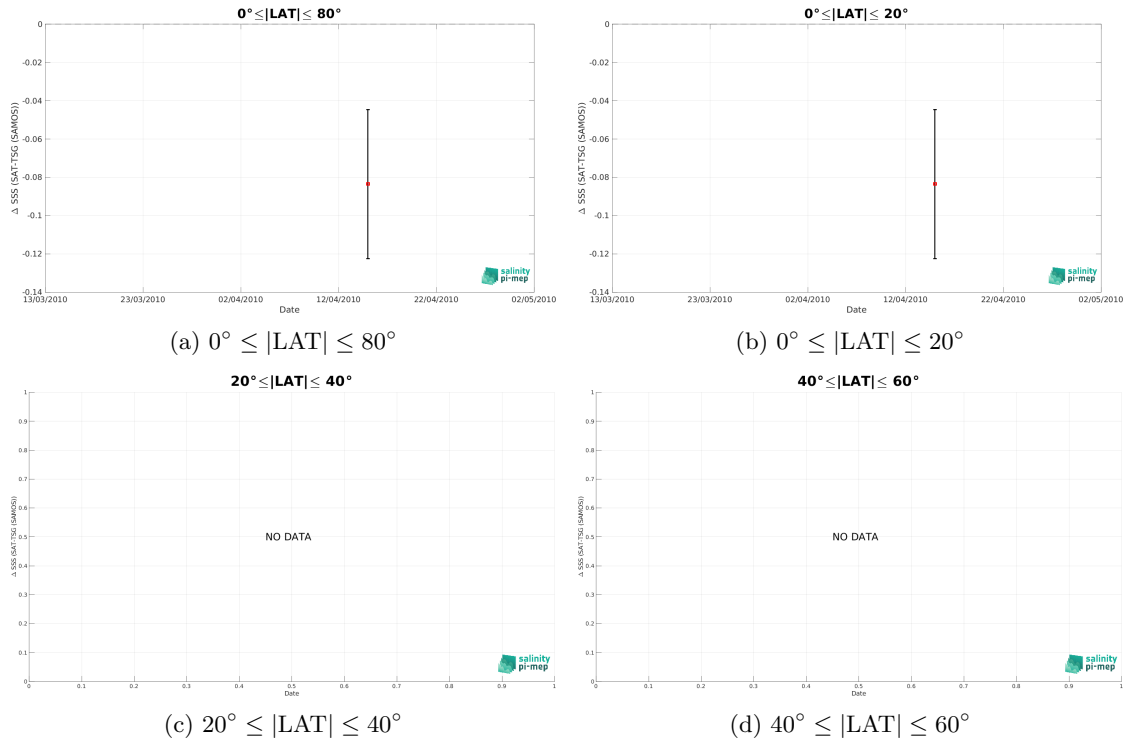 0°≤|LAT|≤ 80°
0
-0.02
-0.04
-0.06
-0.08
-0.1
-0.12
-0.14
Δ SSS (SAT-TSG (SAMOS))
13/03/2010 23/03/2010 02/04/2010 12/04/2010 22/04/2010 02/05/2010
Date
salinity
pi-mep
(a) 0° ≤ |LAT| ≤ 80°
0°≤|LAT|≤ 20°
0
-0.02
-0.04
-0.06
-0.08
-0.1
-0.12
-0.14
Δ SSS (SAT-TSG (SAMOS))
13/03/2010 23/03/2010 02/04/2010 12/04/2010 22/04/2010 02/05/2010
Date
salinity
pi-mep
(b) 0° ≤ |LAT| ≤ 20°
20°≤|LAT|≤ 40°
1
0.9
0.8
0.7
0.6
0.5
0.4
0.3
0.2
0.1
0
Δ SSS (SAT-TSG (SAMOS))
NO DATA
0 0.1 0.2 0.3 0.4 0.5 0.6 0.7 0.8 0.9 1
Date
salinity
pi-mep
(c) 20° ≤ |LAT| ≤ 40°
40°≤|LAT|≤ 60°
1
0.9
0.8
0.7
0.6
0.5
0.4
0.3
0.2
0.1
0
Δ SSS (SAT-TSG (SAMOS))
NO DATA
0 0.1 0.2 0.3 0.4 0.5 0.6 0.7 0.8 0.9 1
Date
salinity
pi-mep
(d) 40° ≤ |LAT| ≤ 60°